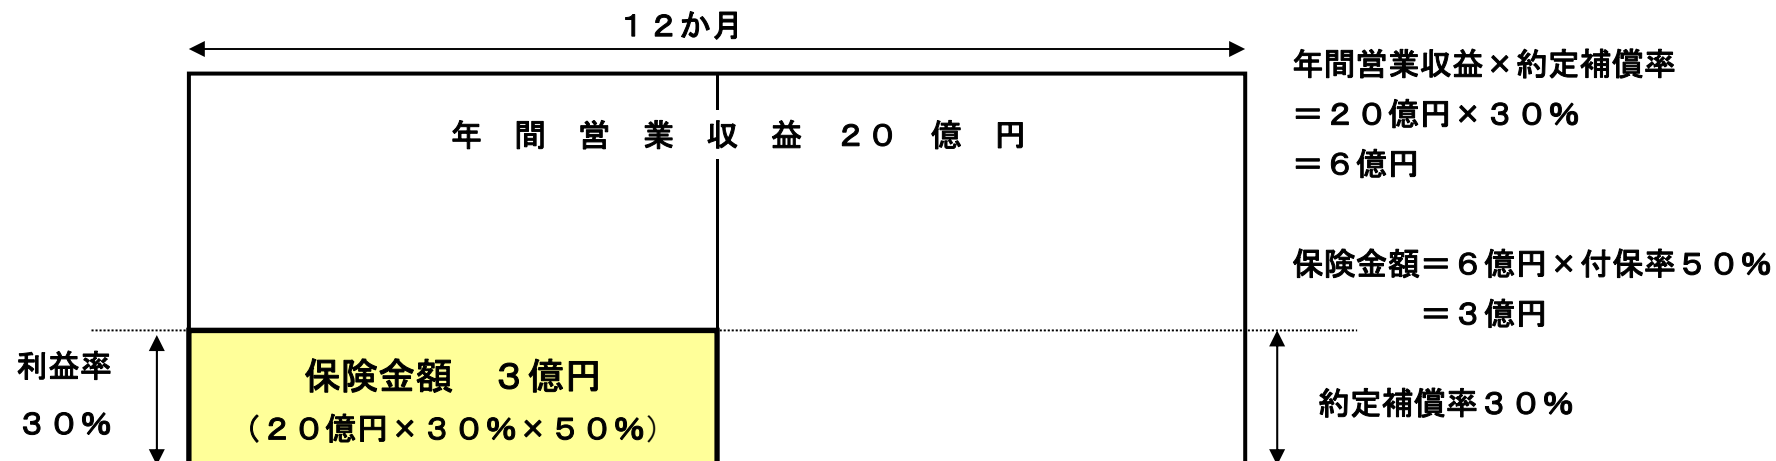 １２か月
年間営業収益２０億円
年間営業収益×約定補償率
＝２０億円×３０％
＝６億円
保険金額＝６億円×付保率５０％
＝３億円
利益率
３０％
保険金額　３億円
（２０億円×３０％×５０％）
約定補償率３０％